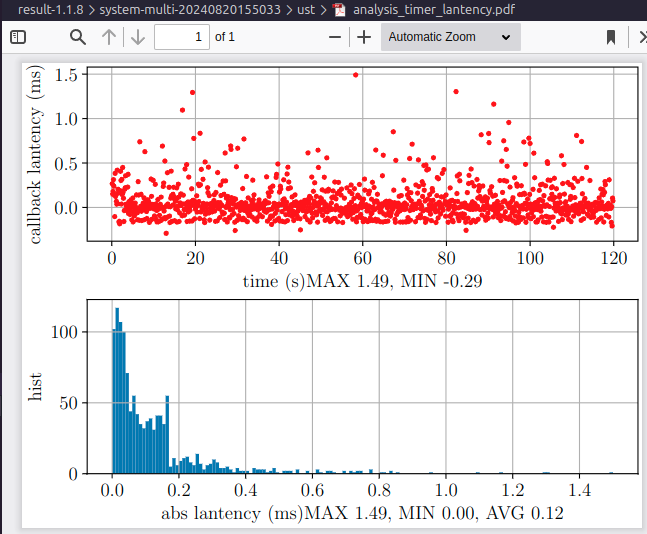 result-1.1.8 > system-multi-20240820155033 > ust > analysis_timer_lantency.pdf
1 of 1
Automatic Zoom
callback lantency (ms)
1.5
1.0
0.5
0.0
0 20 40 60 80 100 120
time (s)MAX 1.49, MIN -0.29
hist
100
50
0
0.0 0.2 0.4 0.6 0.8 1.0 1.2 1.4
abs lantency (ms)MAX 1.49, MIN 0.00, AVG 0.12